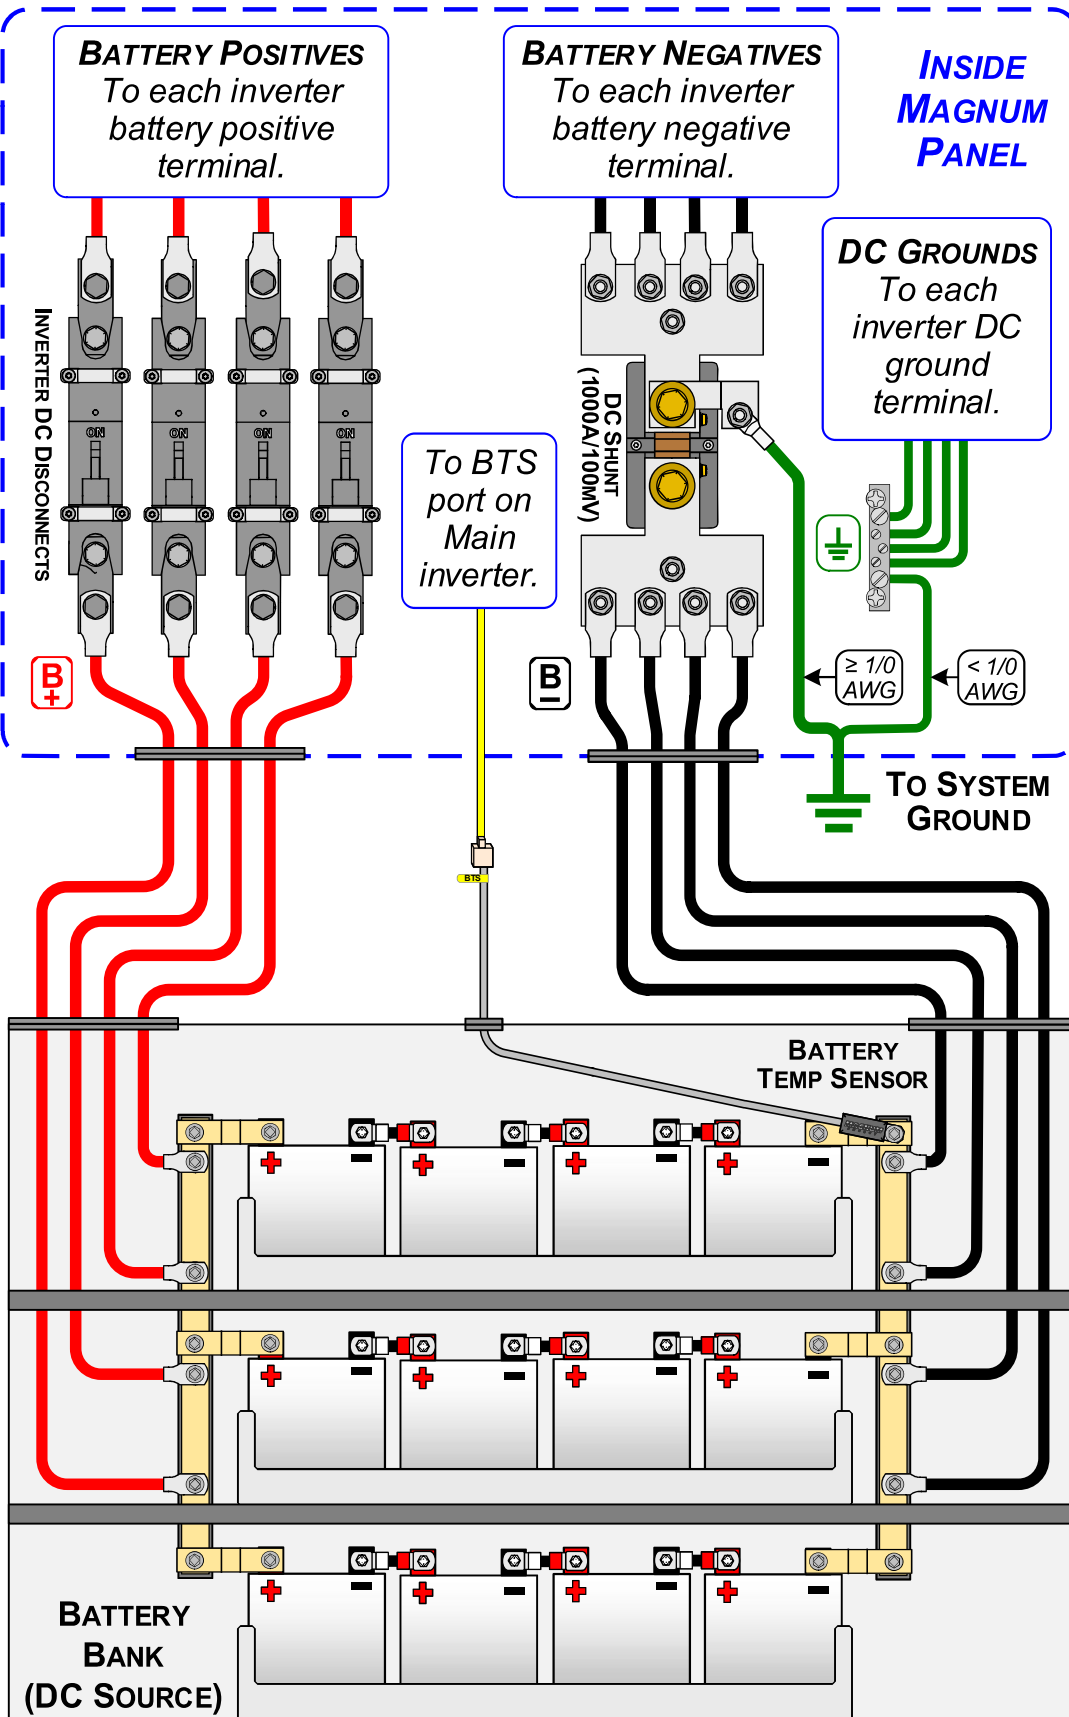 BATTERY POSITIVES
To each inverter
battery positive
terminal.
BATTERY NEGATIVES
To each inverter
battery negative
terminal.
INSIDE
MAGNUM
PANEL
DC GROUNDS
To each
inverter DC
ground
terminal.
INVERTER DC DISCONNECTS
ON
ON
ON
ON
DC SHUNT
(1000A/100MV)
To BTS
port on
Main
inverter.
B
+
B
−
≥ 1/0
AWG
< 1/0
AWG
TO SYSTEM
GROUND
BTS
BATTERY
TEMP SENSOR
+ − + − + − + −
+ − + − + − + −
+ − + − + − + −
BATTERY
BANK
(DC SOURCE)